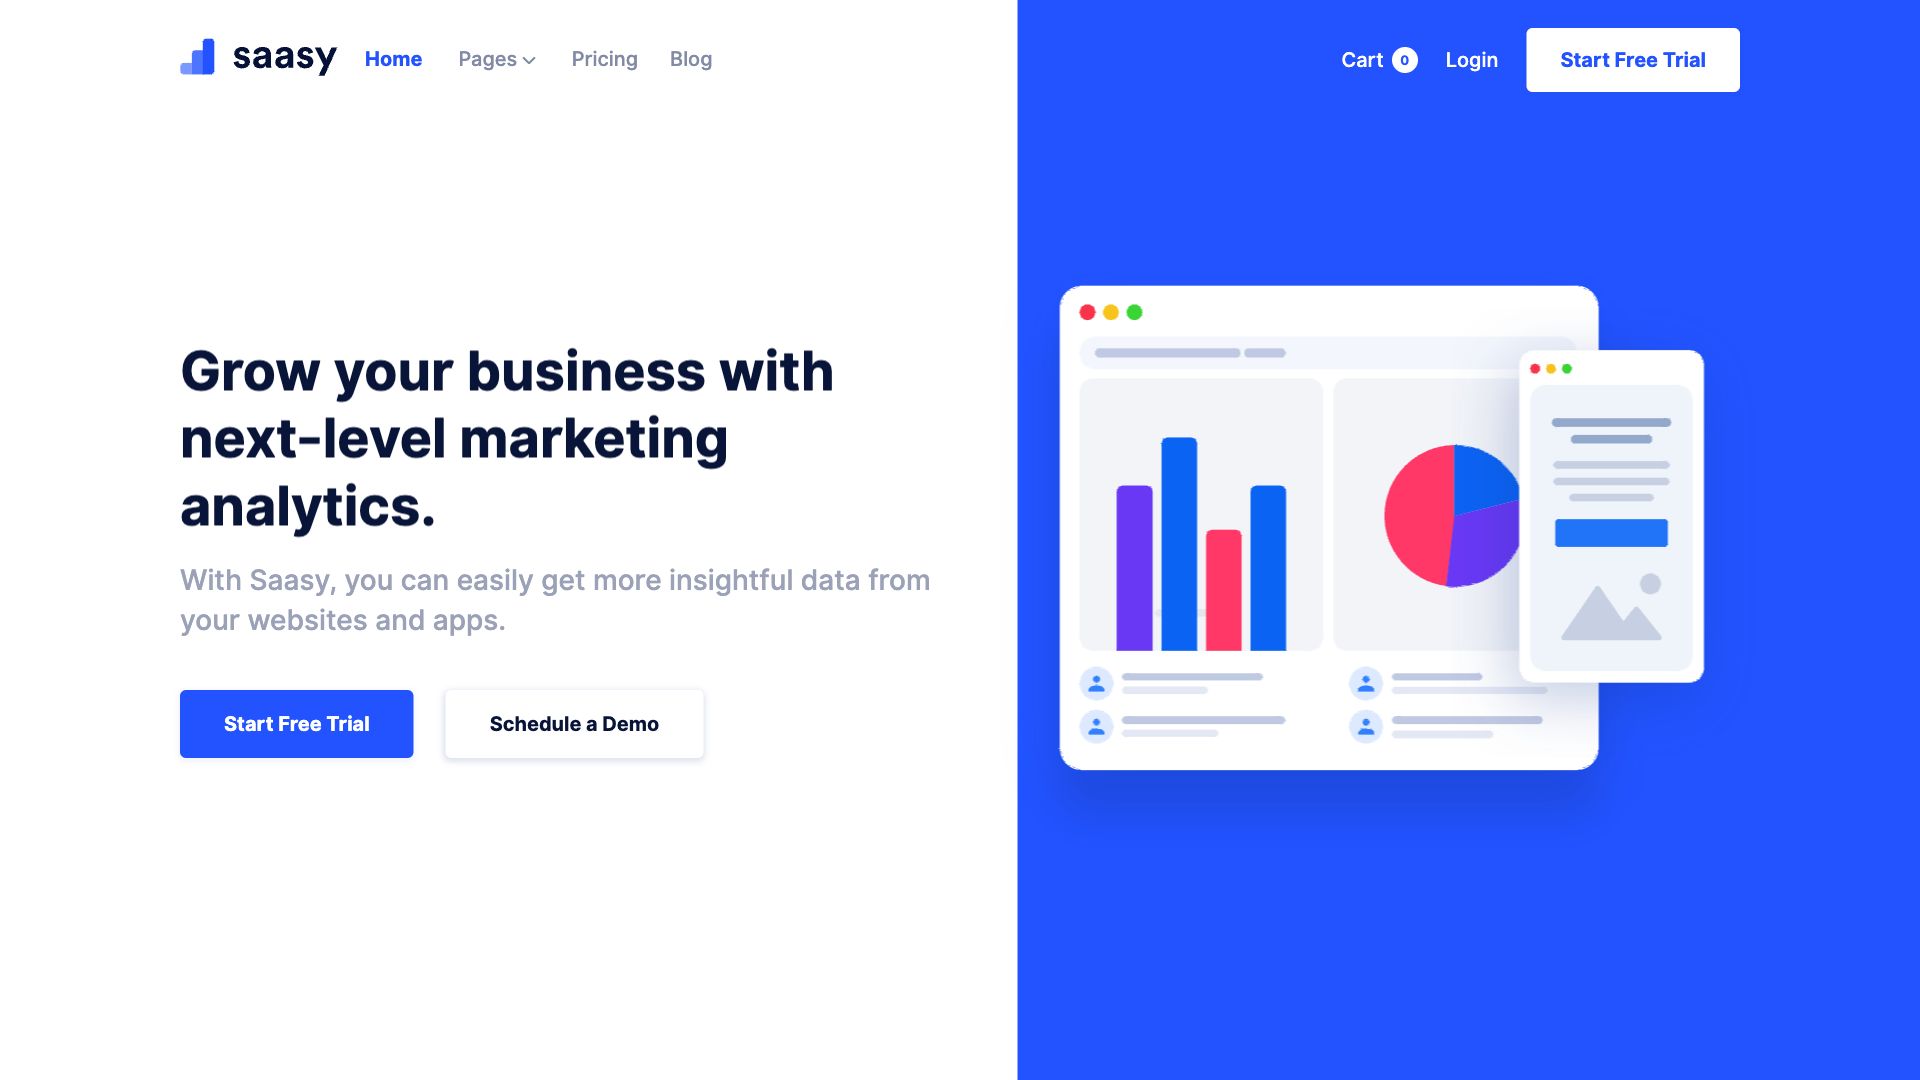 saasy
Home
Pages
Pricing
Blog
Cart 0
Login
Start Free Trial
Grow your business with
next-level marketing
analytics.
With Saasy, you can easily get more insightful data from
your websites and apps.
Start Free Trial
Schedule a Demo